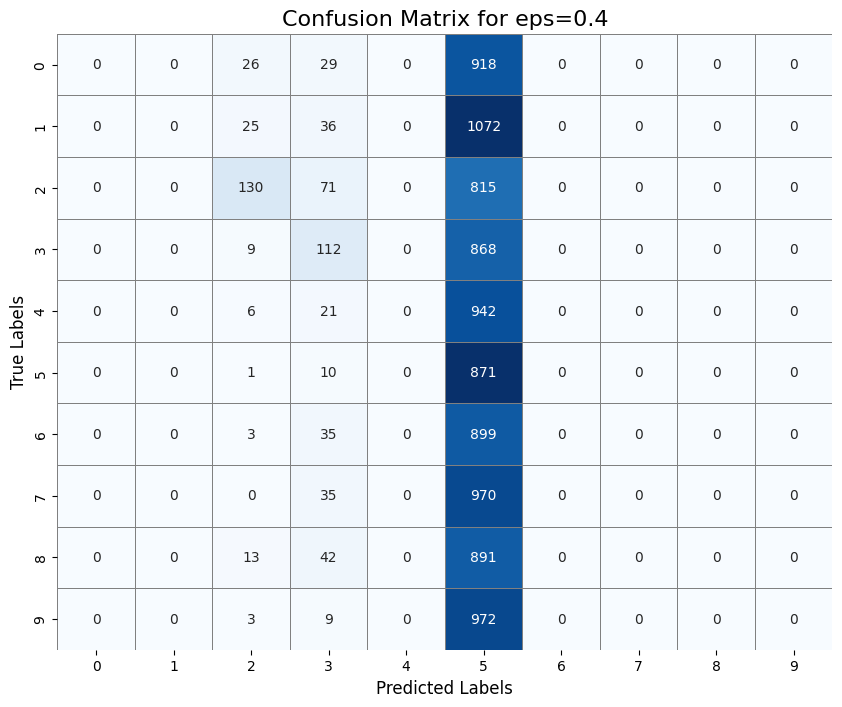 Confusion Matrix for eps=0.4
0 0 0 26 29 0 918 0 0 0 0
1 0 0 25 36 0 1072 0 0 0 0
2 0 0 130 71 0 815 0 0 0 0
3 0 0 9 112 0 868 0 0 0 0
4 0 0 6 21 0 942 0 0 0 0
5 0 0 1 10 0 871 0 0 0 0
6 0 0 3 35 0 899 0 0 0 0
7 0 0 0 35 0 970 0 0 0 0
8 0 0 13 42 0 891 0 0 0 0
9 0 0 3 9 0 972 0 0 0 0
0 1 2 3 4 5 6 7 8 9
True Labels
Predicted Labels